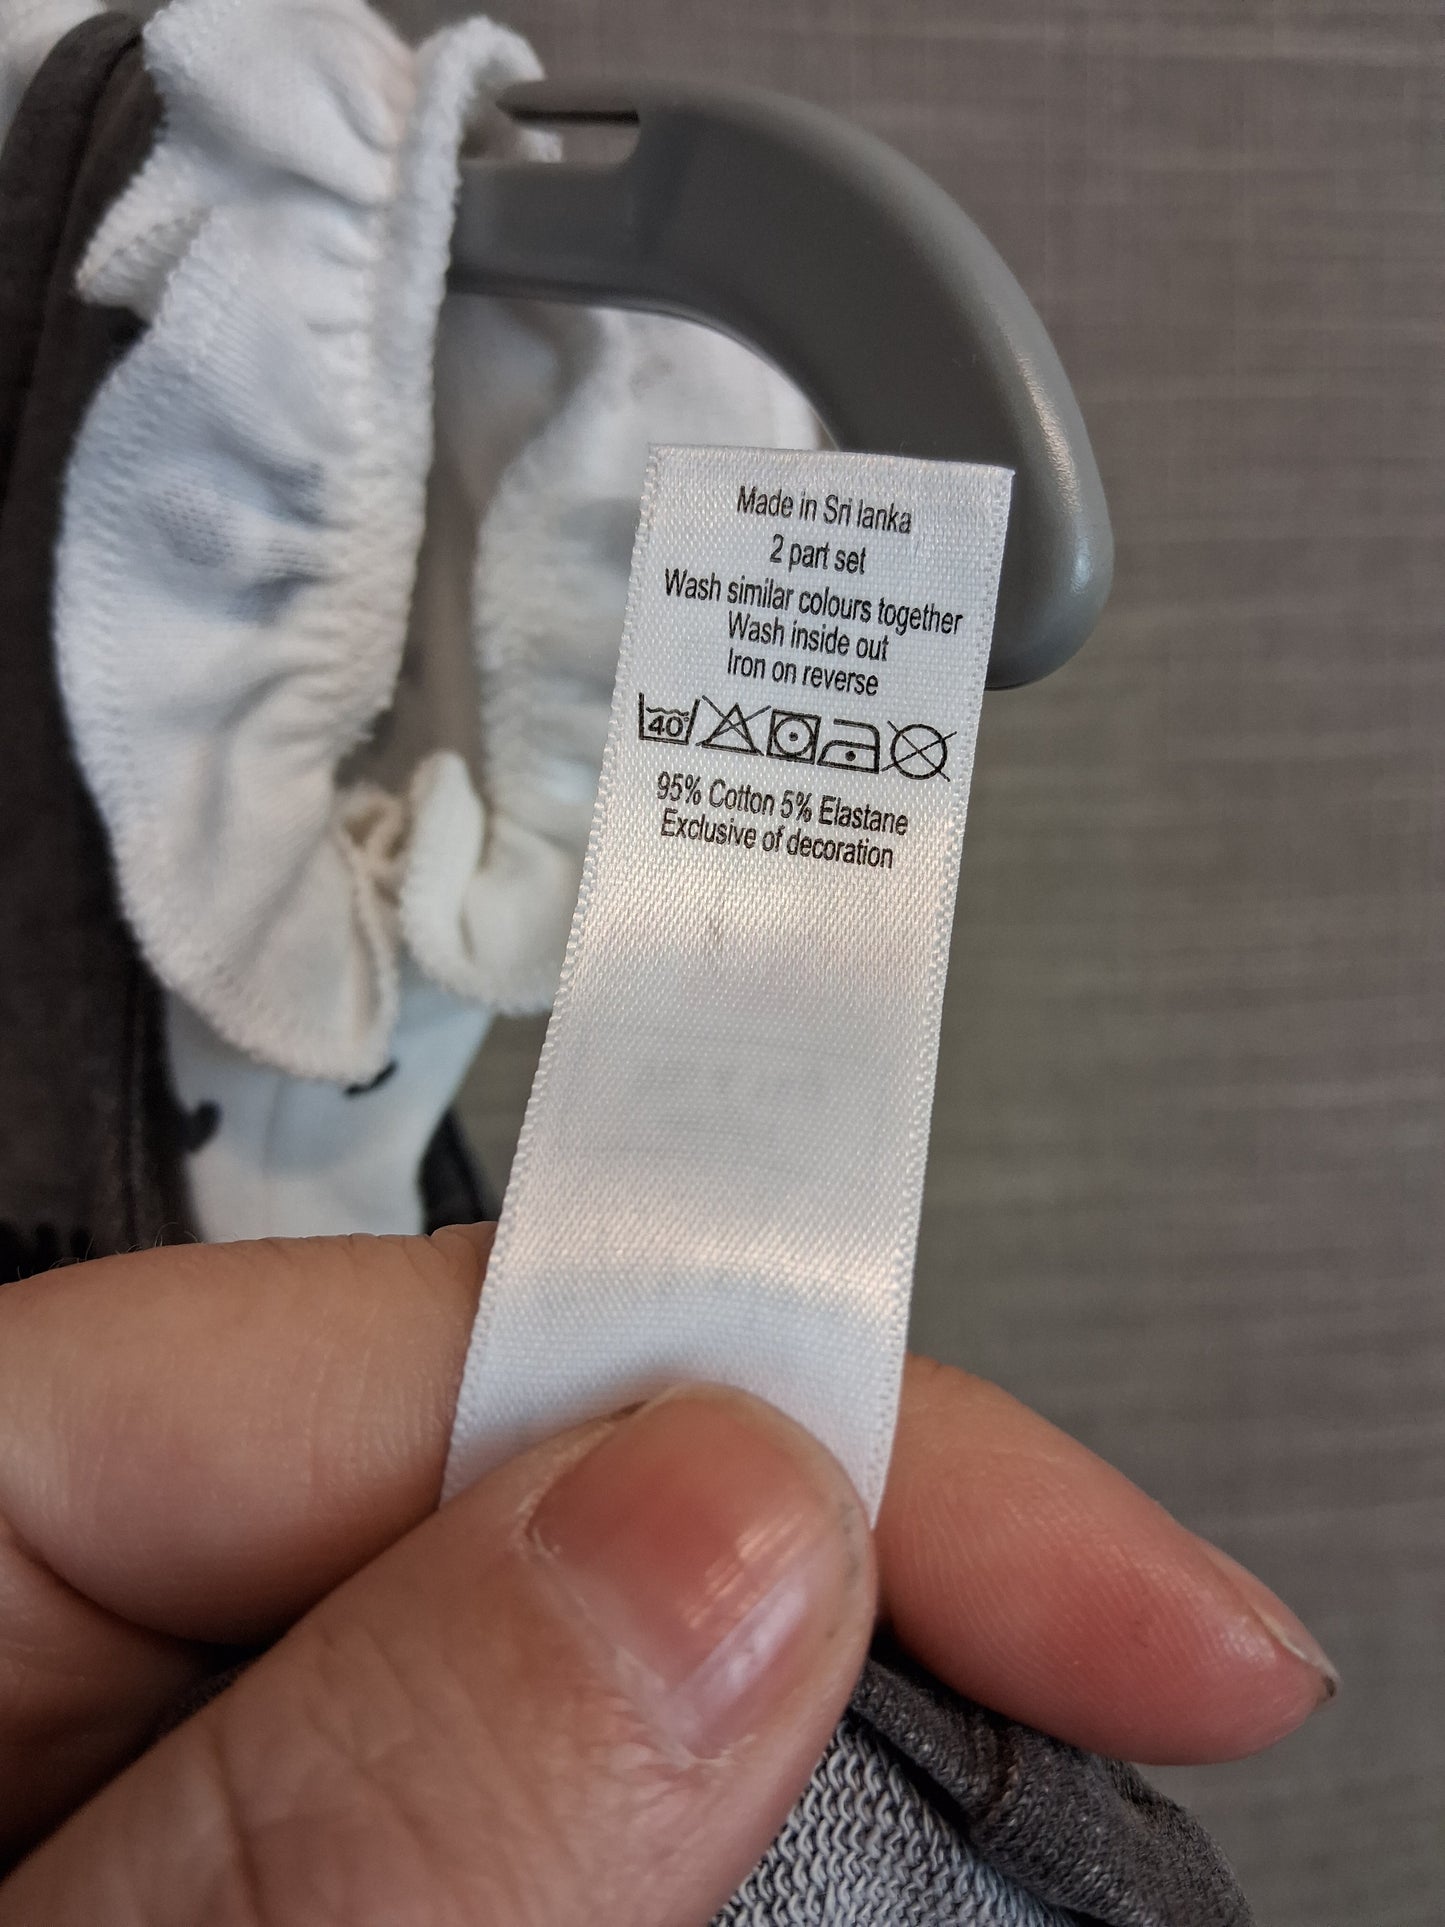 Made in Sri lanka
2 part set
Wash similar colours together
Wash inside out
Iron on reverse
40
95% Cotton 5% Elastane
Exclusive of decoration